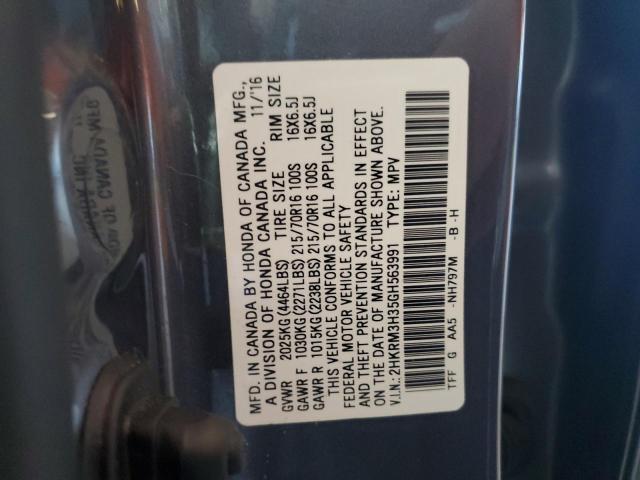 MFD. IN CANADA BY HONDA OF CANADA MFG.,
A DIVISION OF HONDA CANADA INC. 11/'16
GVWR 2025KG(4464LBS) TIRE SIZE RIM SIZE
GAWR F 1030KG(2271LBS) 215/70R16 100S 16X6.5J
GAWR R 1015KG(2238LBS) 215/70R16 100S 16X6.5J
THIS VEHICLE CONFORMS TO ALL APPLICABLE
FEDERAL MOTOR VEHICLE SAFETY
AND THEFT PREVENTION STANDARDS IN EFFECT
ON THE DATE OF MANUFACTURE SHOWN ABOVE.
V.I.N.:2HKRM3H35GH563991 TYPE: MPV
TFF G AA5 -NH797M -B -H